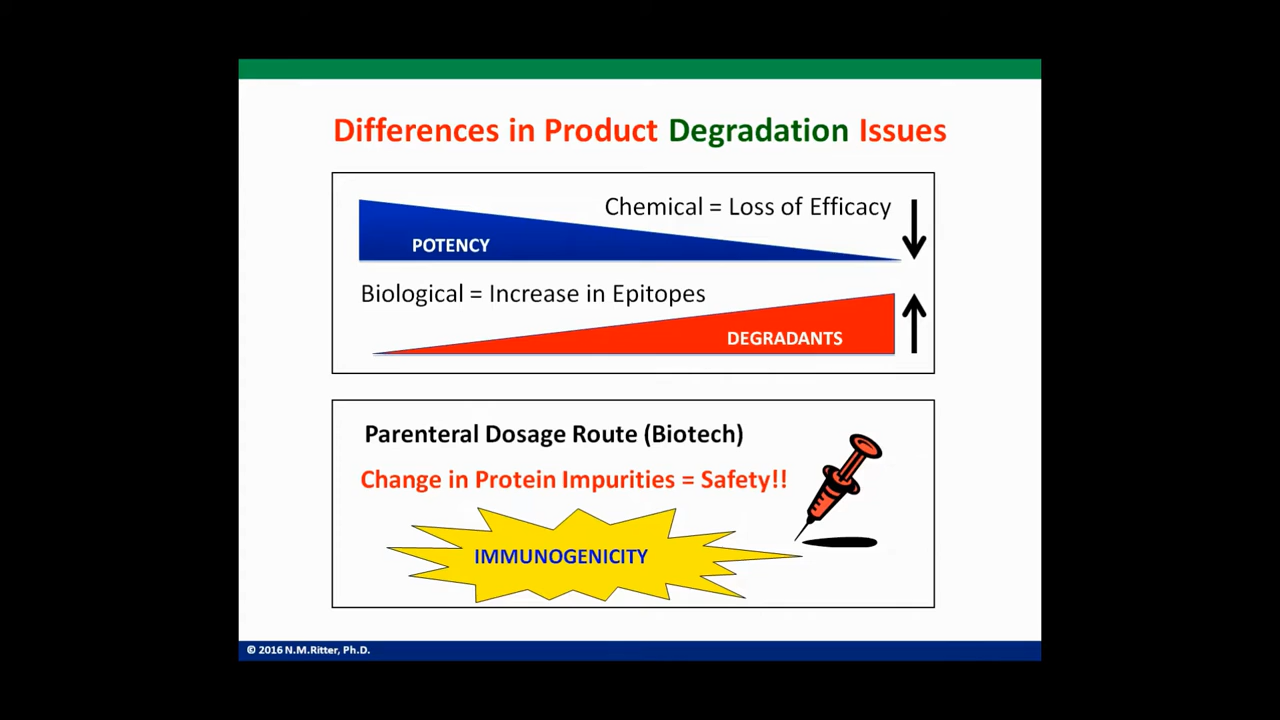 Differences in Product Degradation Issues
Chemical = Loss of Efficacy
POTENCY
Biological = Increase in Epitopes
DEGRADANTS
Parenteral Dosage Route (Biotech)
Change in Protein Impurities = Safety!!
IMMUNOGENICITY
© 2016 N.M.Ritter, Ph.D.